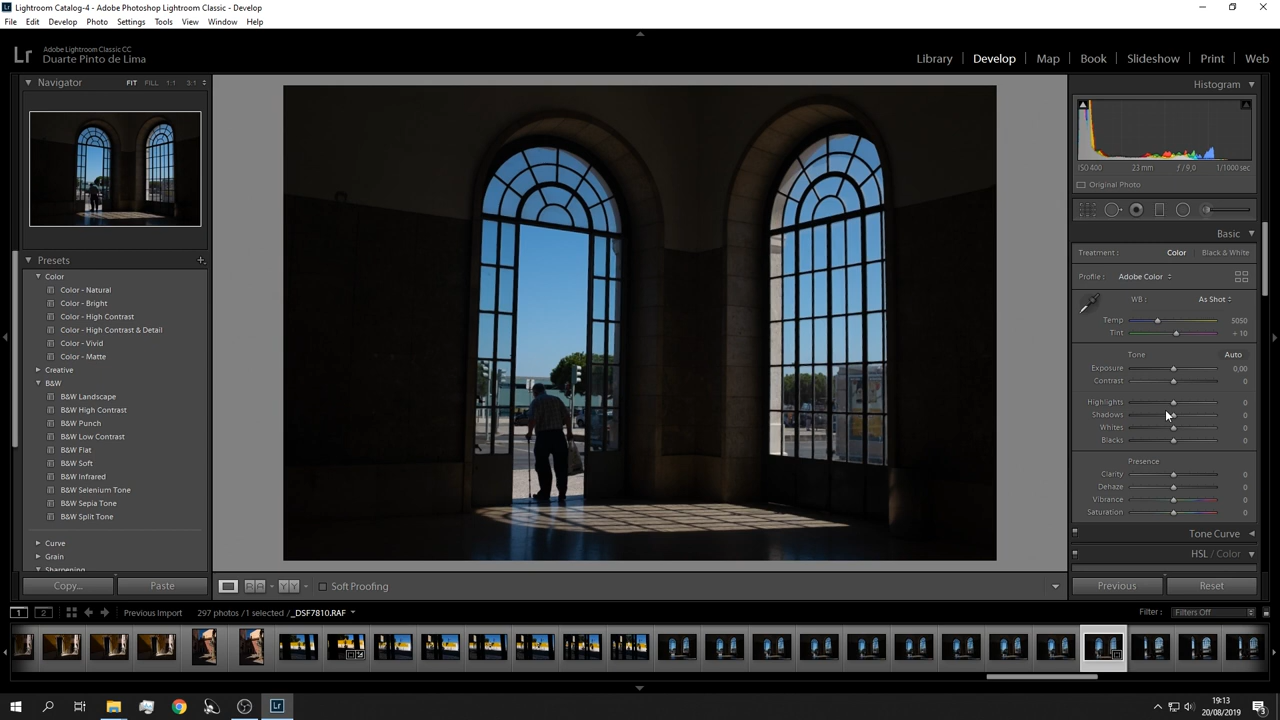 Lightroom Catalog-4 - Adobe Photoshop Lightroom Classic - Develop
File Edit Develop Photo Settings Tools View Window Help
Lr Adobe Lightroom Classic CC
Duarte Pinto de Lima
Library | Develop | Map | Book | Slideshow | Print | Web
Navigator FIT FILL 1:1 3:1
Presets +
Color
Color - Natural
Color - Bright
Color - High Contrast
Color - High Contrast & Detail
Color - Vivid
Color - Matte
Creative
B&W
B&W Landscape
B&W High Contrast
B&W Punch
B&W Low Contrast
B&W Flat
B&W Soft
B&W Infrared
B&W Selenium Tone
B&W Sepia Tone
B&W Split Tone
Curve
Grain
Sharpening
Copy... Paste
Soft Proofing
Histogram
ISO 400 23 mm f / 9,0 1/1000 sec
Original Photo
Basic
Treatment : Color Black & White
Profile : Adobe Color
WB : As Shot
Temp 5050
Tint + 10
Tone Auto
Exposure 0,00
Contrast 0
Highlights 0
Shadows 0
Whites 0
Blacks 0
Presence
Clarity 0
Dehaze 0
Vibrance 0
Saturation 0
Tone Curve
HSL / Color
Previous Reset
1 2 Previous Import 297 photos / 1 selected / _DSF7810.RAF Filter : Filters Off
Lr
19:13
20/08/2019
3